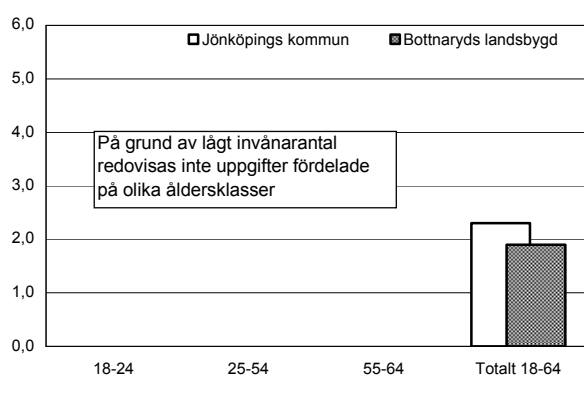 6,0
Jönköpings kommun Bottnaryds landsbygd
5,0
4,0
På grund av lågt invånarantal
redovisas inte uppgifter fördelade
på olika åldersklasser
3,0
2,0
1,0
0,0
18-24 25-54 55-64 Totalt 18-64